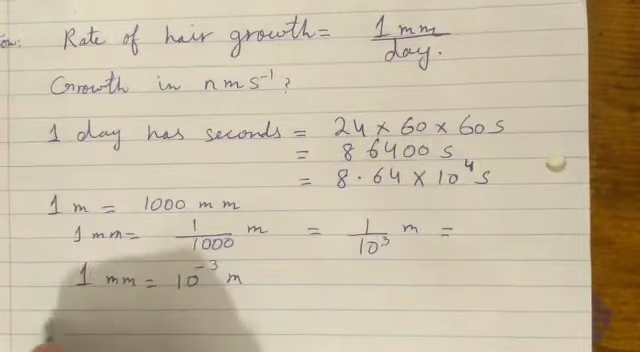 Rate of hair growth = 1 mm / day.
Growth in nm s⁻¹ ?
1 day has seconds = 24 × 60 × 60 s
= 86400 s
= 8.64 × 10⁴ s
1 m = 1000 mm
1 mm = 1/1000 m = 1/10³ m =
1 mm = 10⁻³ m